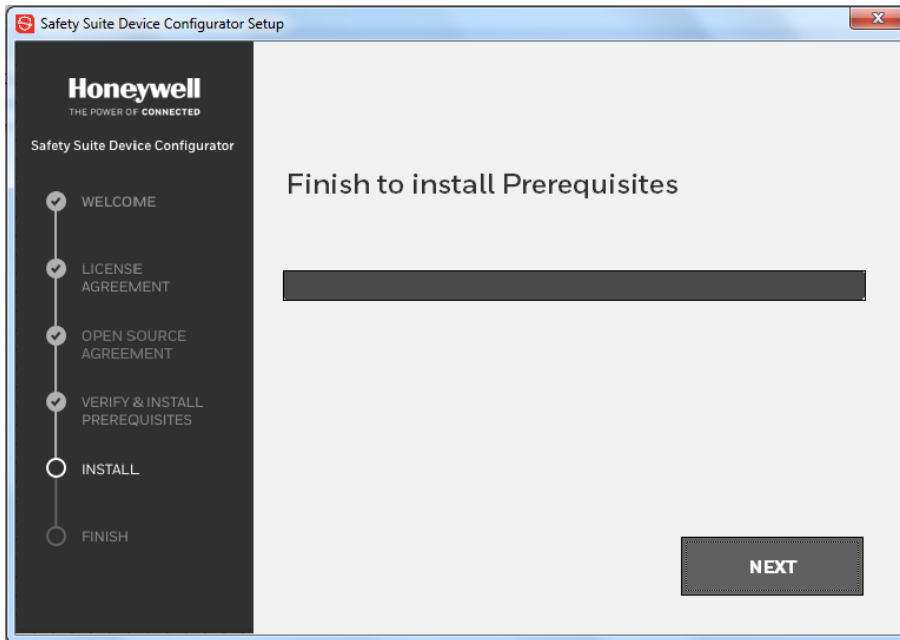 Safety Suite Device Configurator Setup
Honeywell
THE POWER OF CONNECTED
Safety Suite Device Configurator
WELCOME
LICENSE
AGREEMENT
OPEN SOURCE
AGREEMENT
VERIFY & INSTALL
PREREQUISITES
INSTALL
FINISH
Finish to install Prerequisites
NEXT